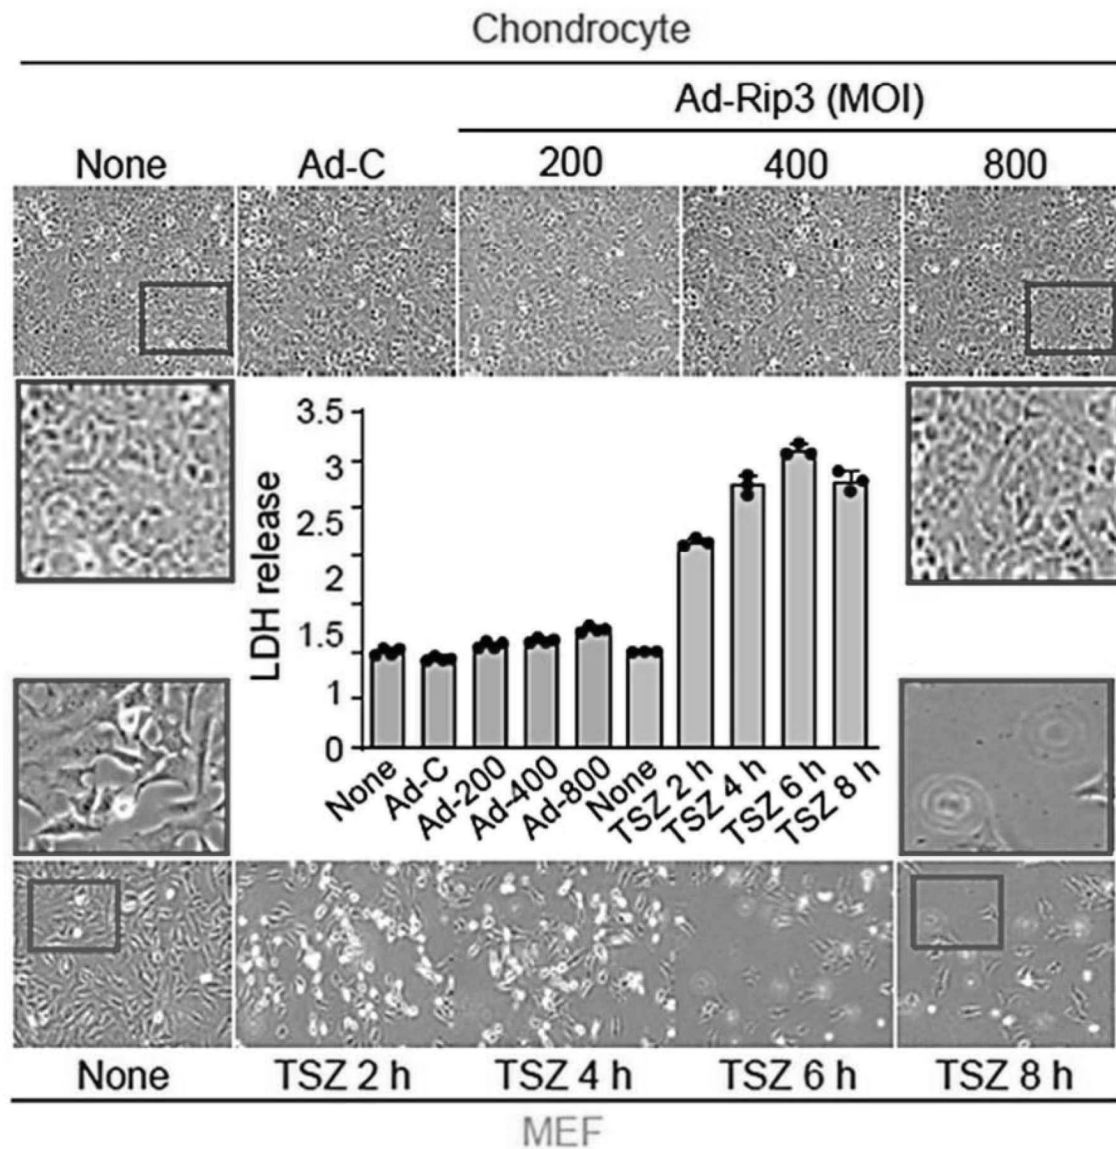 Chondrocyte
Ad-Rip3 (MOI)
None Ad-C 200 400 800
3.5
3
2.5
2
1.5
1
0
LDH release
None Ad-C Ad-200 Ad-400 Ad-800 None TSZ 2 h TSZ 4 h TSZ 6 h TSZ 8 h
None TSZ 2 h TSZ 4 h TSZ 6 h TSZ 8 h
MEF